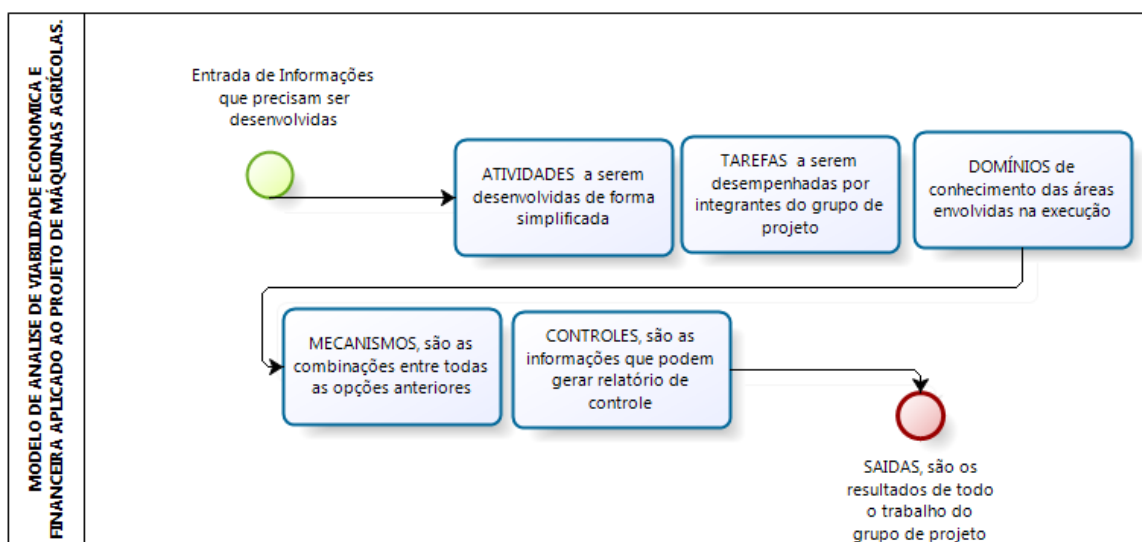 MODELO DE ANALISE DE VIABILIDADE ECONOMICA E
FINANCEIRA APLICADO AO PROJETO DE MÁQUINAS AGRÍCOLAS.
Entrada de Informações
que precisam ser
desenvolvidas
ATIVIDADES a serem
desenvolvidas de forma
simplificada
TAREFAS a serem
desempenhadas por
integrantes do grupo de
projeto
DOMÍNIOS de
conhecimento das áreas
envolvidas na execução
MECANISMOS, são as
combinações entre todas
as opções anteriores
CONTROLES, são as
informações que podem
gerar relatório de
controle
SAIDAS, são os
resultados de todo
o trabalho do
grupo de projeto